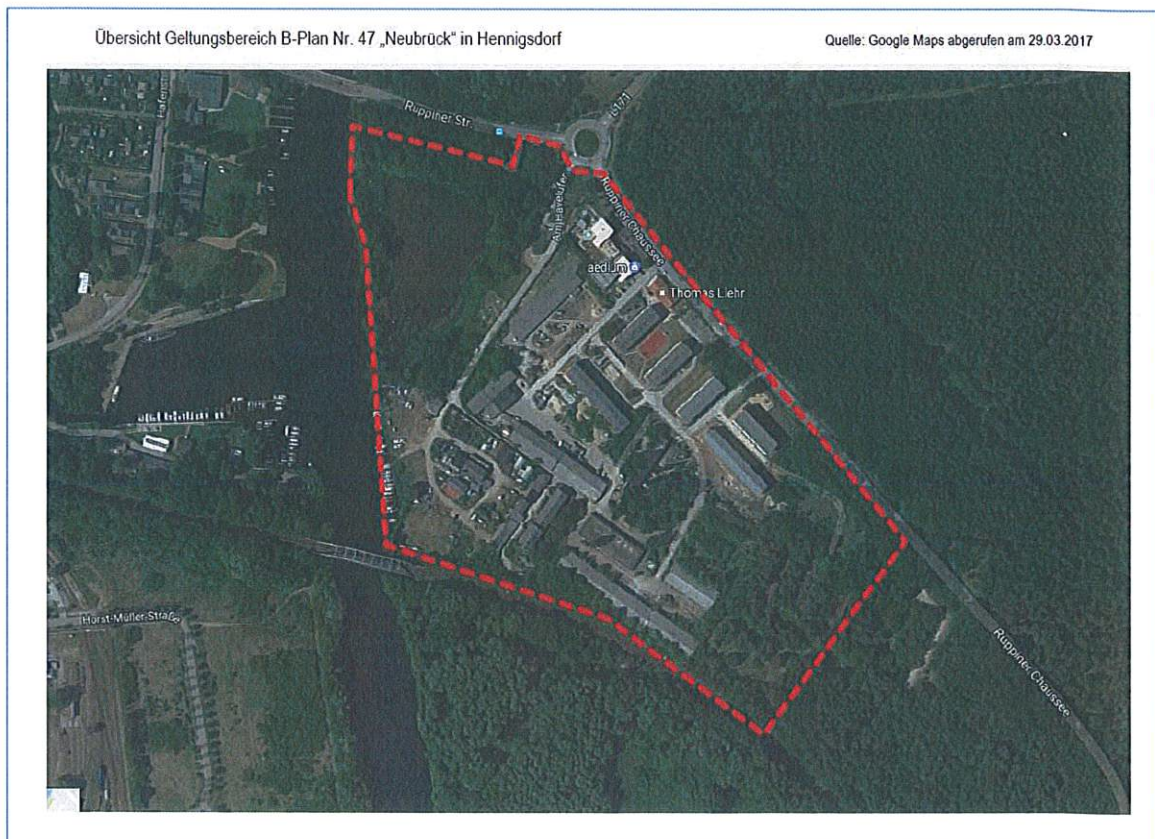 Übersicht Geltungsbereich B-Plan Nr. 47 „Neubrück“ in Hennigsdorf
Quelle: Google Maps abgerufen am 29.03.2017
Hafenstr
Ruppiner Str.
L171
Am Havelufer
Ruppiner Chaussee
aedium
Thomas Liehr
Horst-Müller-Straße
Ruppiner Chaussee